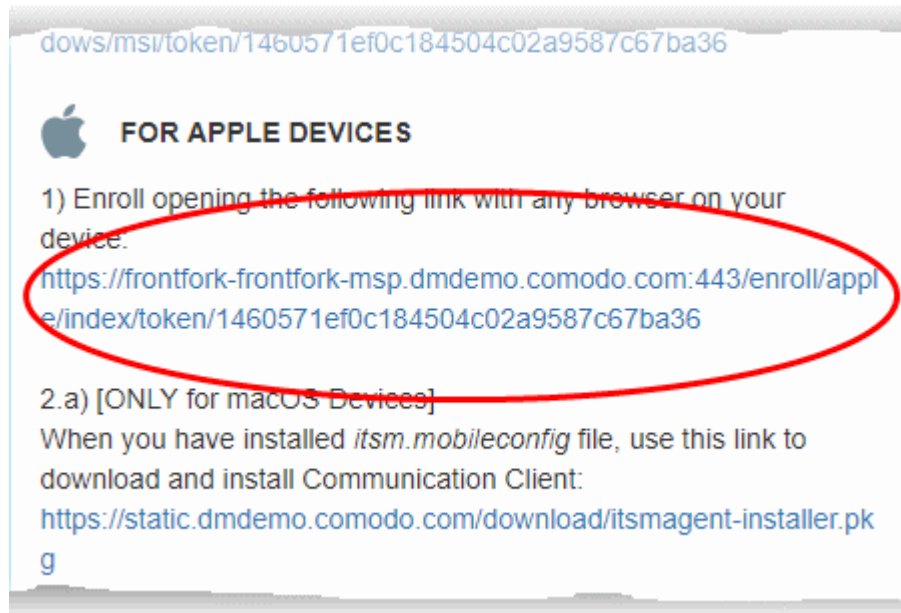 dows/msi/token/1460571ef0c184504c02a9587c67ba36
FOR APPLE DEVICES
1) Enroll opening the following link with any browser on your
device:
https://frontfork-frontfork-msp.dmdemo.comodo.com:443/enroll/appl
e/index/token/1460571ef0c184504c02a9587c67ba36
2.a) [ONLY for macOS Devices]
When you have installed itsm.mobileconfig file, use this link to
download and install Communication Client:
https://static.dmdemo.comodo.com/download/itsmagent-installer.pk
g